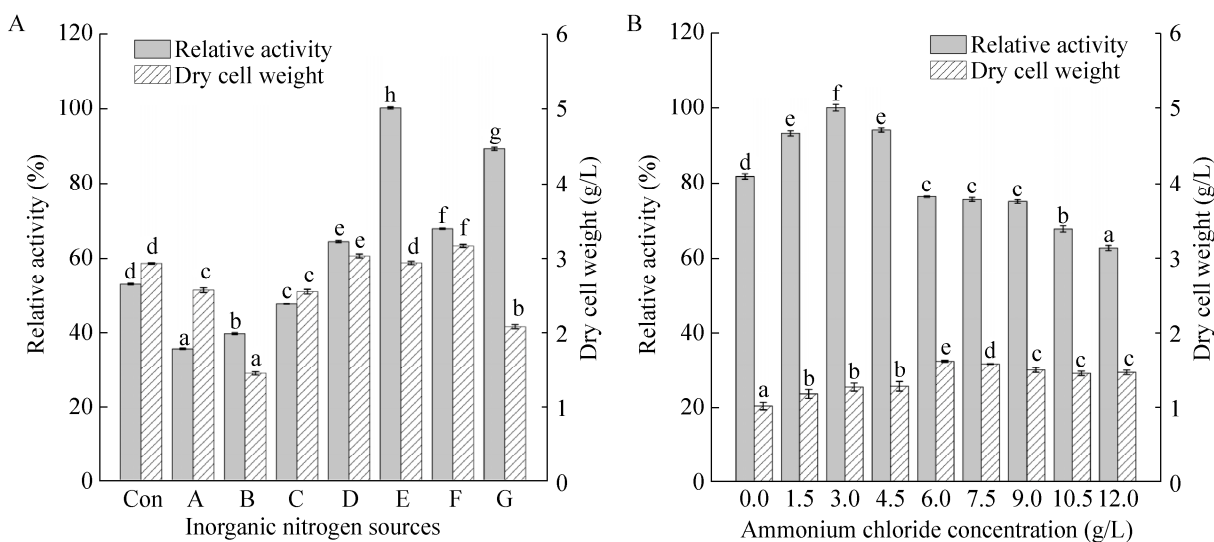 A
Relative activity
Dry cell weight
Relative activity (%)
120
100
80
60
40
20
0
d d
a c
b a
c c
e e
h d
f f
g b
6
5
4
3
2
1
0
Dry cell weight (g/L)
Con A B C D E F G
Inorganic nitrogen sources
B
Relative activity
Dry cell weight
Relative activity (%)
120
100
80
60
40
20
0
d a
e b
f b
e b
c e
c d
c c
b c
a c
6
5
4
3
2
1
0
Dry cell weight (g/L)
0.0 1.5 3.0 4.5 6.0 7.5 9.0 10.5 12.0
Ammonium chloride concentration (g/L)